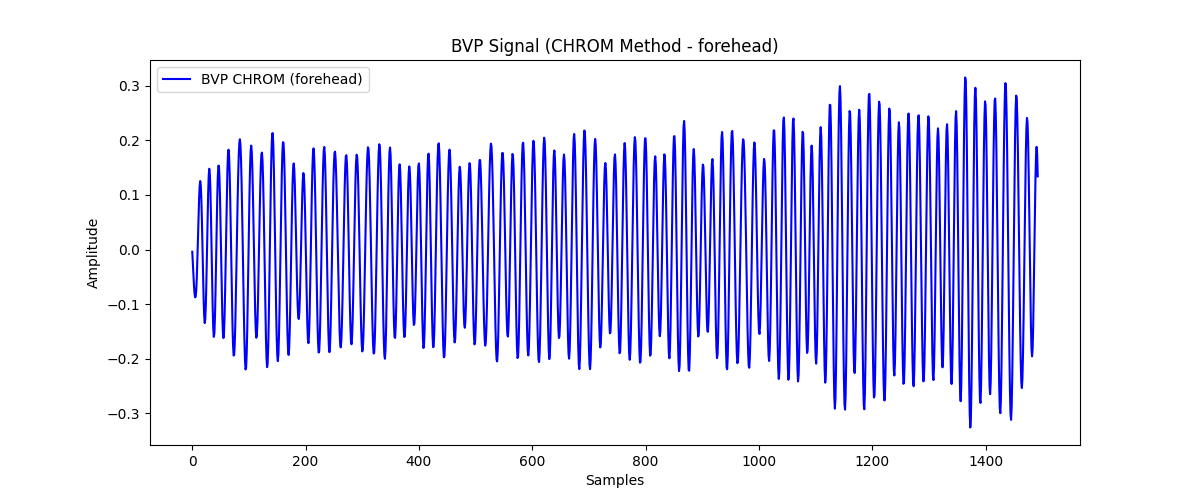 BVP Signal (CHROM Method - forehead)
BVP CHROM (forehead)
0.3
0.2
0.1
0.0
−0.1
−0.2
−0.3
Amplitude
0 200 400 600 800 1000 1200 1400
Samples